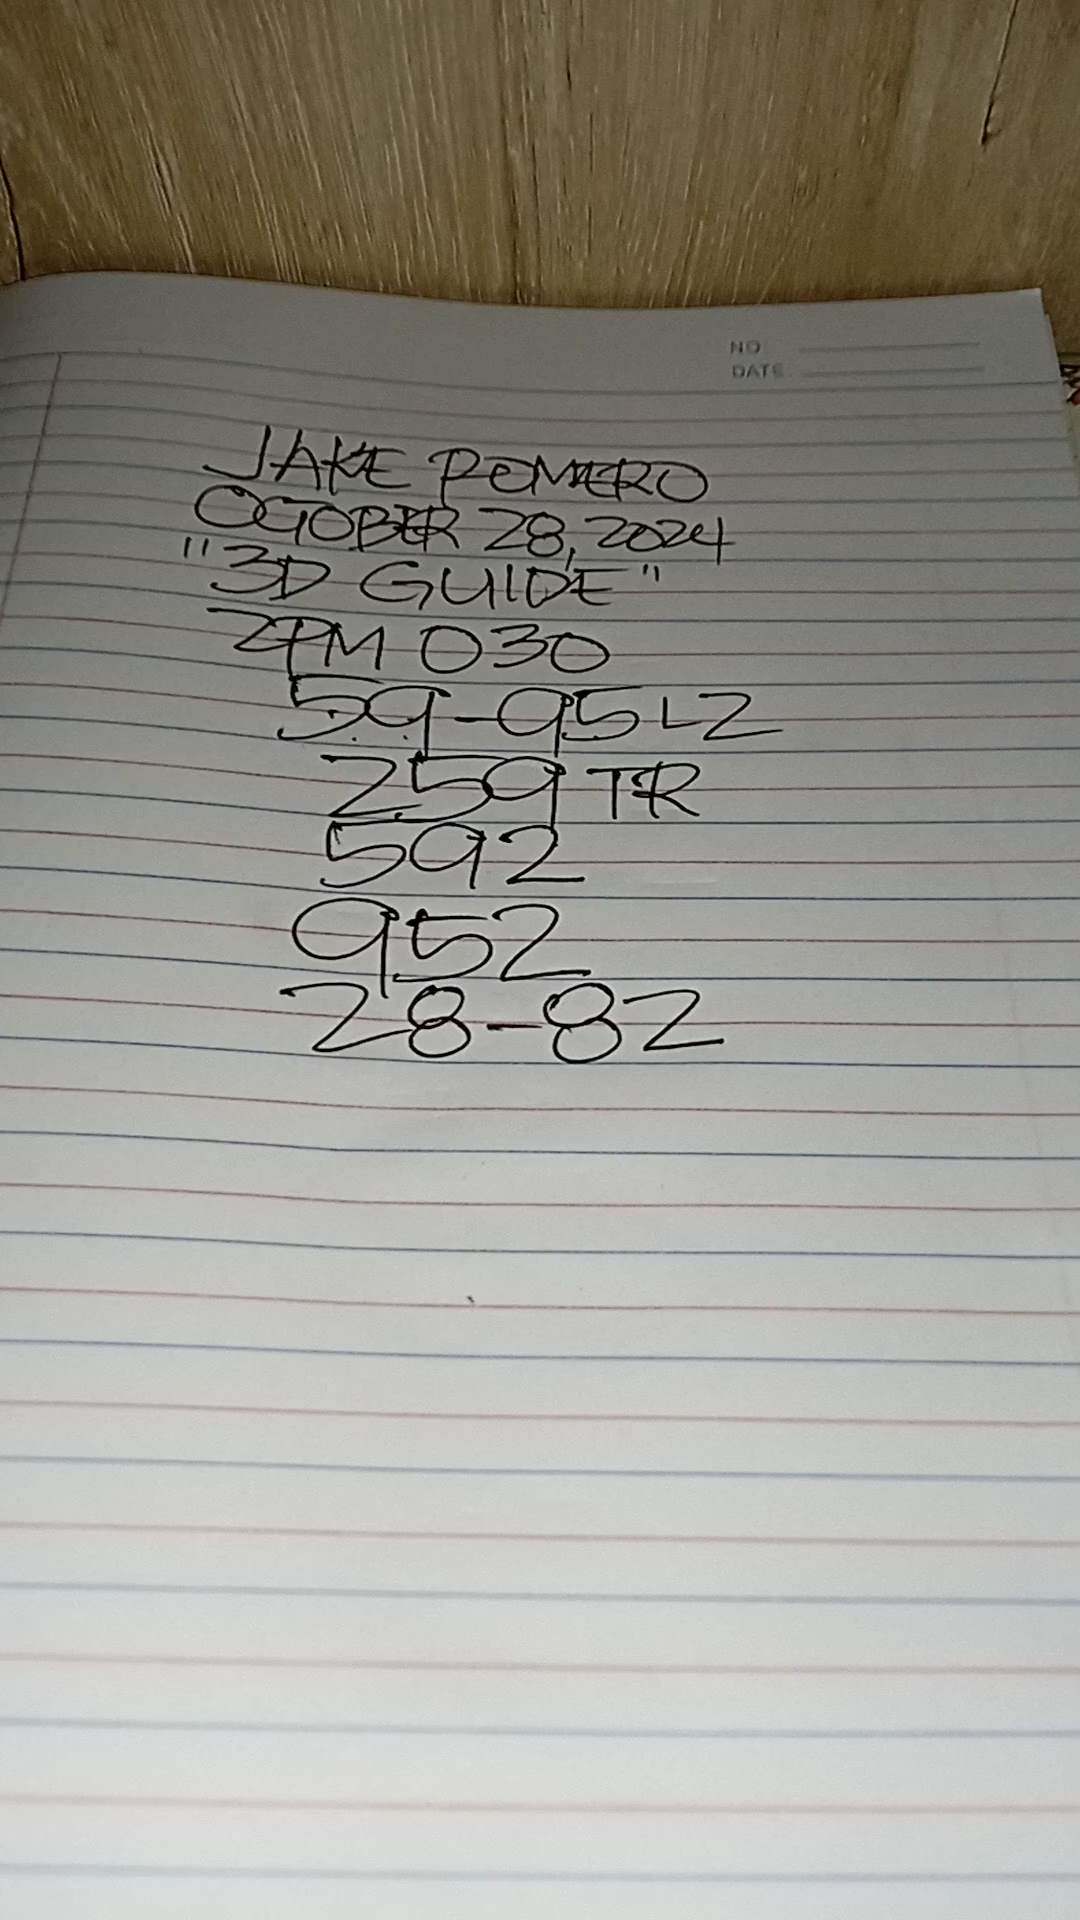 NO
DATE
JAKE ROMERO
OCTOBER 28, 2024
"3D GUIDE"
2PM 030
59-95 LZ
259 TR
592
952
28-82